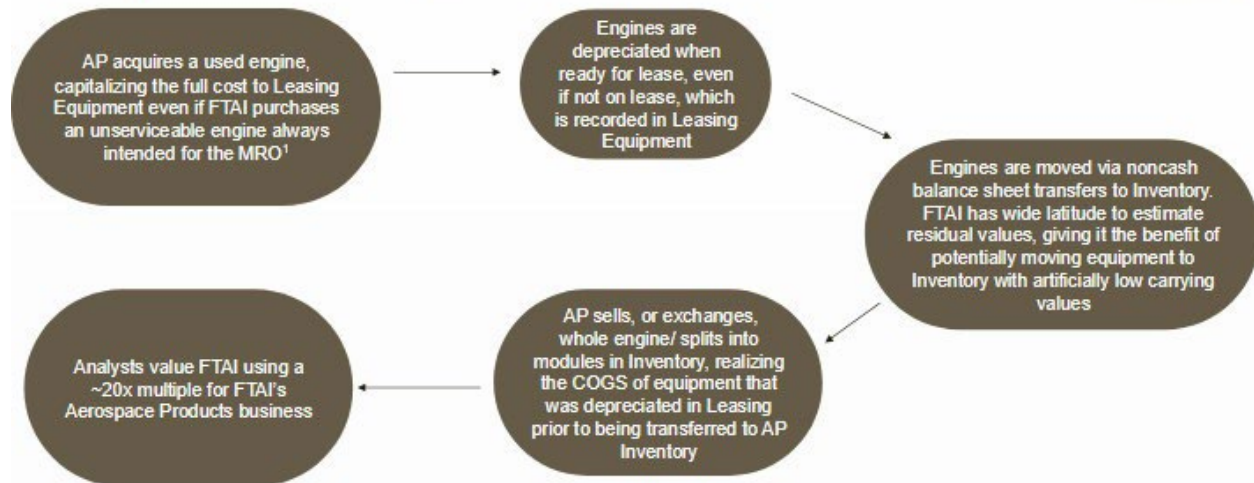 AP acquires a used engine,
capitalizing the full cost to Leasing
Equipment even if FTAI purchases
an unserviceable engine always
intended for the MRO¹
Engines are
depreciated when
ready for lease, even
if not on lease, which
is recorded in Leasing
Equipment
Engines are moved via noncash
balance sheet transfers to Inventory.
FTAI has wide latitude to estimate
residual values, giving it the benefit of
potentially moving equipment to
Inventory with artificially low carrying
values
AP sells, or exchanges,
whole engine/ splits into
modules in Inventory, realizing
the COGS of equipment that
was depreciated in Leasing
prior to being transferred to AP
Inventory
Analysts value FTAI using a
~20x multiple for FTAI's
Aerospace Products business